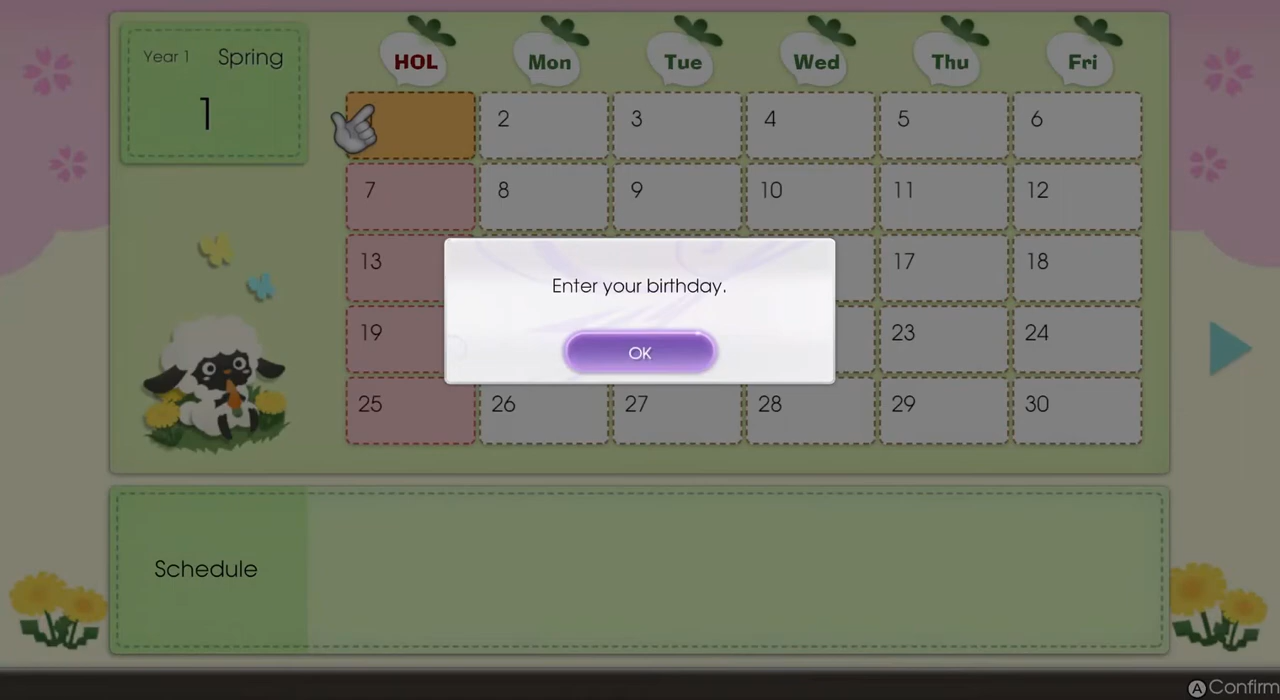 Year 1 Spring
1
HOL Mon Tue Wed Thu Fri
2 3 4 5 6
7 8 9 10 11 12
13 17 18
19 23 24
25 26 27 28 29 30
Enter your birthday.
OK
Schedule
A Confirm